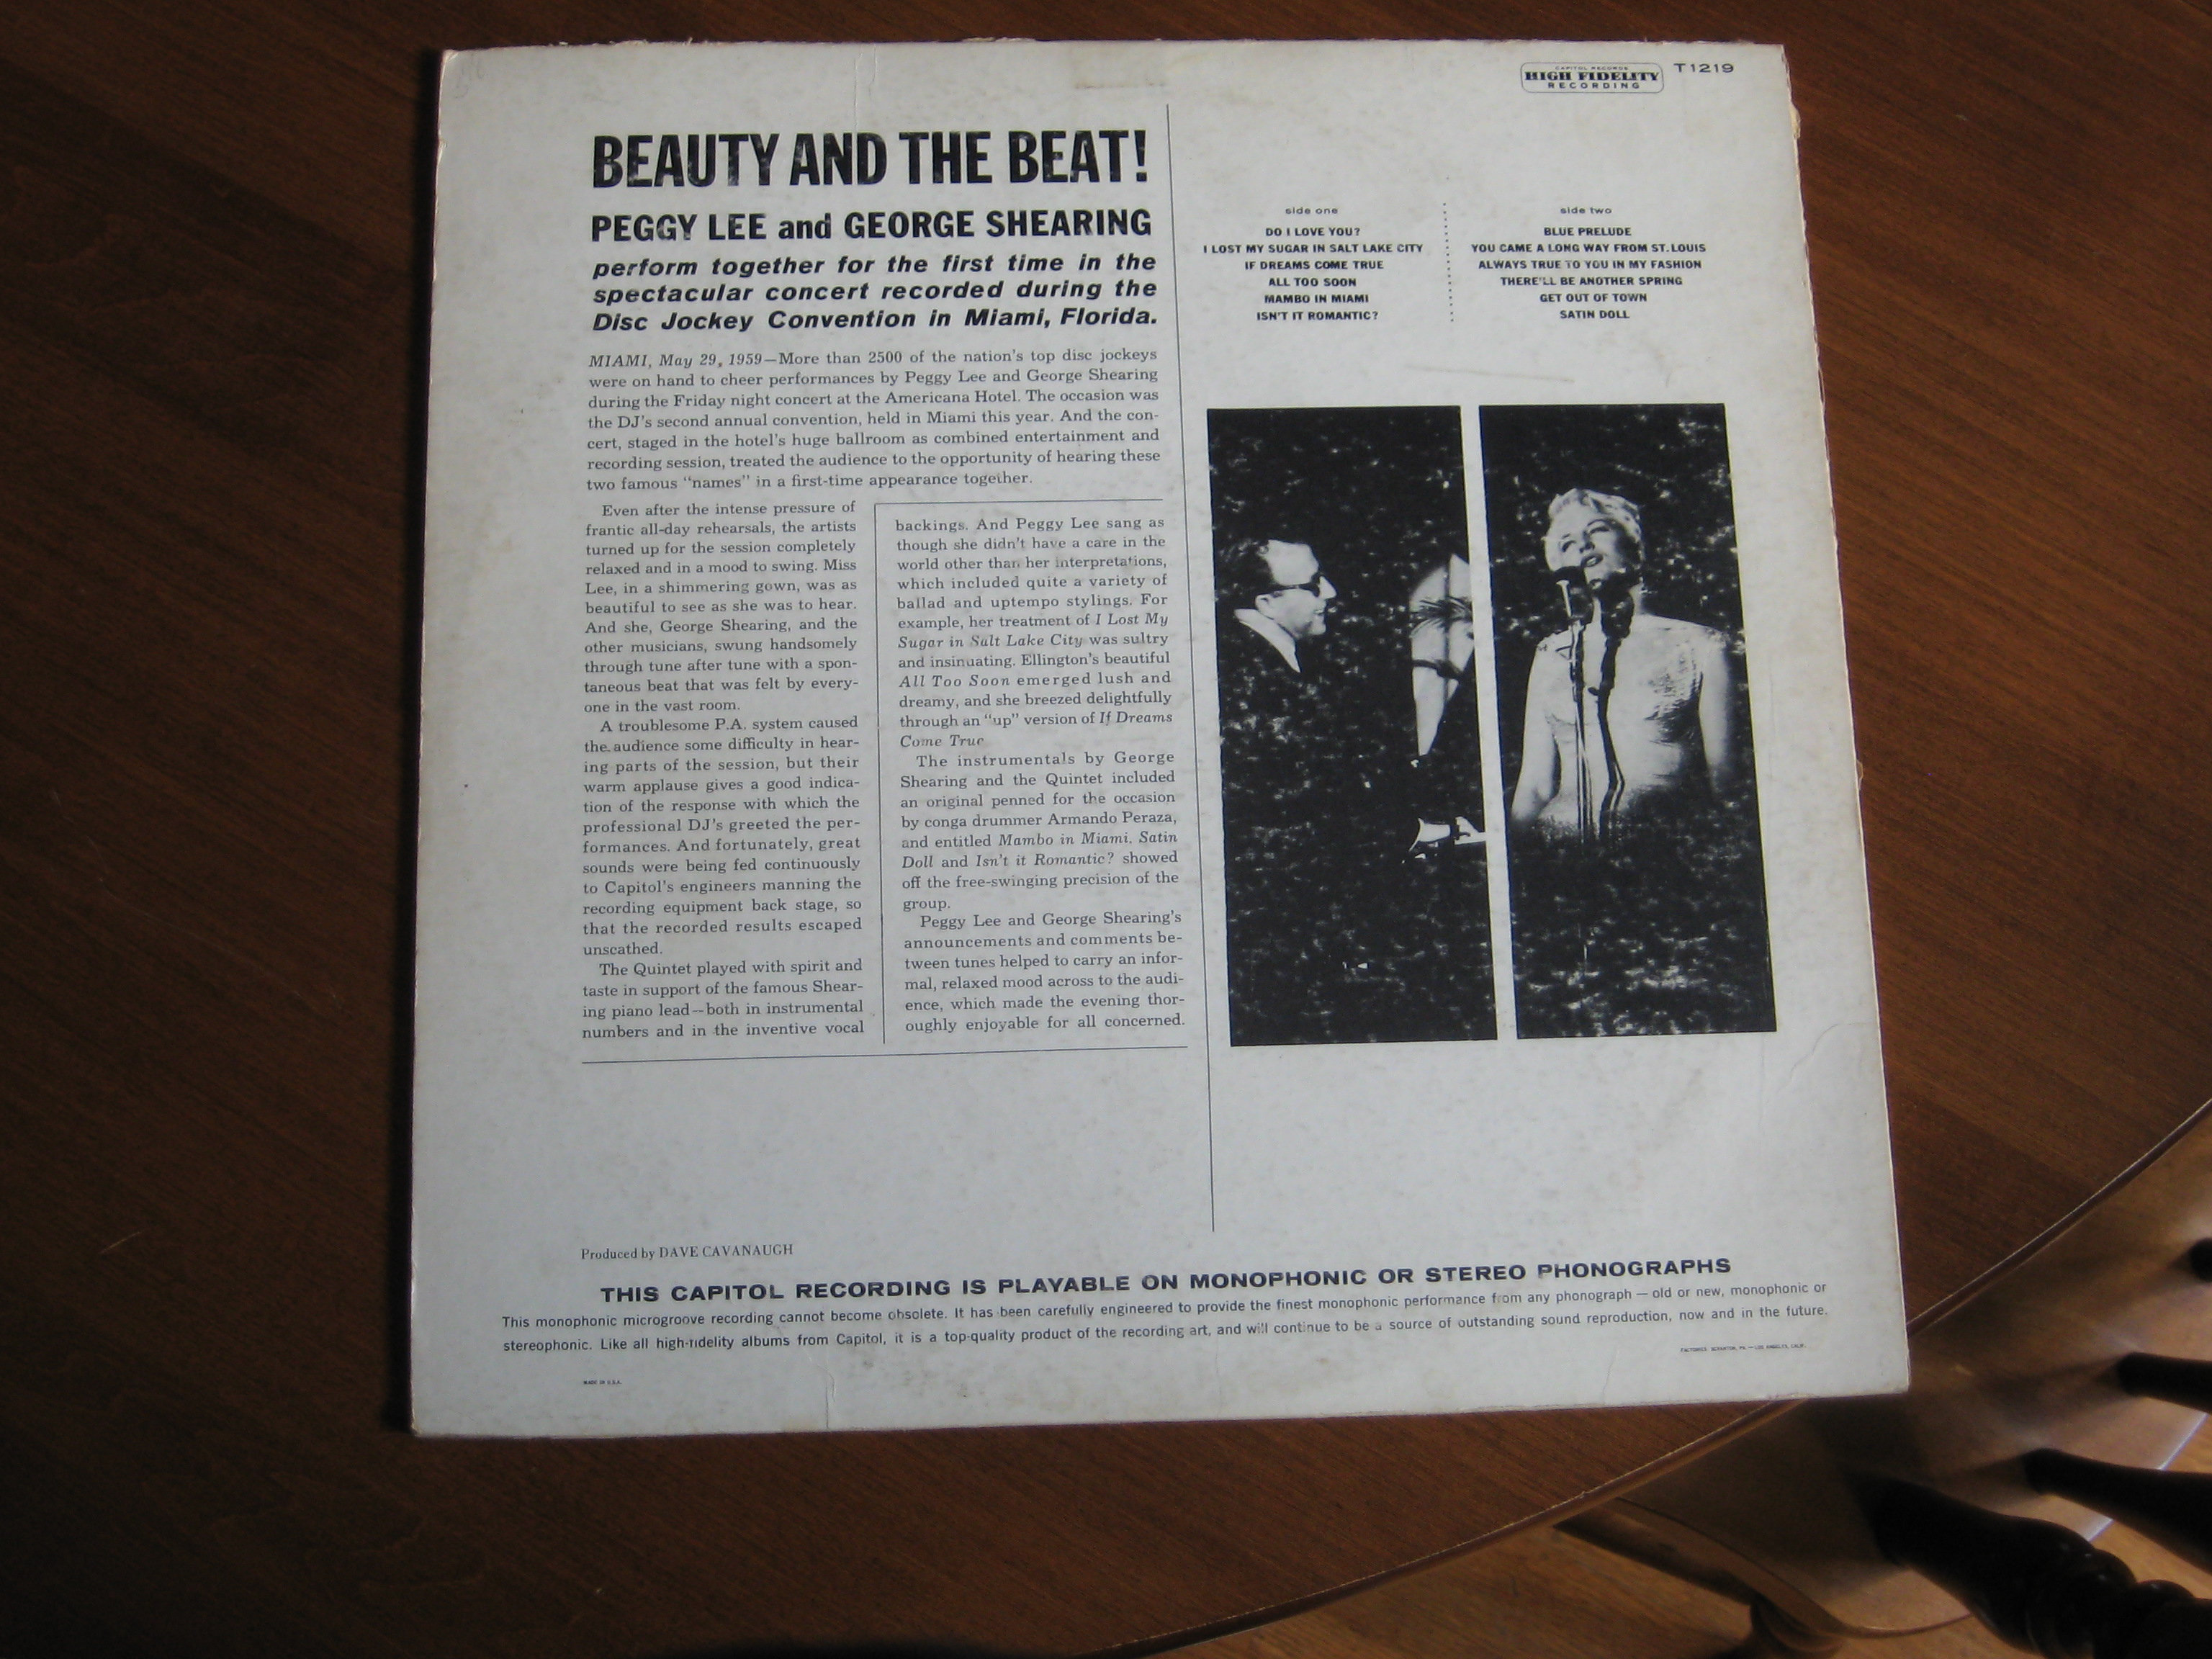 CAPITOL RECORDS
HIGH FIDELITY
RECORDING
T1219
BEAUTY AND THE BEAT!
PEGGY LEE and GEORGE SHEARING
perform together for the first time in the
spectacular concert recorded during the
Disc Jockey Convention in Miami, Florida.
MIAMI, May 29, 1959—More than 2500 of the nation's top disc jockeys
were on hand to cheer performances by Peggy Lee and George Shearing
during the Friday night concert at the Americana Hotel. The occasion was
the DJ's second annual convention, held in Miami this year. And the con-
cert, staged in the hotel's huge ballroom as combined entertainment and
recording session, treated the audience to the opportunity of hearing these
two famous "names" in a first-time appearance together.
Even after the intense pressure of
frantic all-day rehearsals, the artists
turned up for the session completely
relaxed and in a mood to swing. Miss
Lee, in a shimmering gown, was as
beautiful to see as she was to hear.
And she, George Shearing, and the
other musicians, swung handsomely
through tune after tune with a spon-
taneous beat that was felt by every-
one in the vast room.
A troublesome P.A. system caused
the audience some difficulty in hear-
ing parts of the session, but their
warm applause gives a good indica-
tion of the response with which the
professional DJ's greeted the per-
formances. And fortunately, great
sounds were being fed continuously
to Capitol's engineers manning the
recording equipment back stage, so
that the recorded results escaped
unscathed.
The Quintet played with spirit and
taste in support of the famous Shear-
ing piano lead—both in instrumental
numbers and in the inventive vocal
backings. And Peggy Lee sang as
though she didn't have a care in the
world other than her interpretations,
which included quite a variety of
ballad and uptempo stylings. For
example, her treatment of I Lost My
Sugar in Salt Lake City was sultry
and insinuating. Ellington's beautiful
All Too Soon emerged lush and
dreamy, and she breezed delightfully
through an "up" version of If Dreams
Come True
The instrumentals by George
Shearing and the Quintet included
an original penned for the occasion
by conga drummer Armando Peraza,
and entitled Mambo in Miami. Satin
Doll and Isn't it Romantic? showed
off the free-swinging precision of the
group.
Peggy Lee and George Shearing's
announcements and comments be-
tween tunes helped to carry an infor-
mal, relaxed mood across to the audi-
ence, which made the evening thor-
oughly enjoyable for all concerned.
side one
DO I LOVE YOU?
I LOST MY SUGAR IN SALT LAKE CITY
IF DREAMS COME TRUE
ALL TOO SOON
MAMBO IN MIAMI
ISN'T IT ROMANTIC?
side two
BLUE PRELUDE
YOU CAME A LONG WAY FROM ST. LOUIS
ALWAYS TRUE TO YOU IN MY FASHION
THERE'LL BE ANOTHER SPRING
GET OUT OF TOWN
SATIN DOLL
Produced by DAVE CAVANAUGH
THIS CAPITOL RECORDING IS PLAYABLE ON MONOPHONIC OR STEREO PHONOGRAPHS
This monophonic microgroove recording cannot become obsolete. It has been carefully engineered to provide the finest monophonic performance from any phonograph — old or new, monophonic or
stereophonic. Like all high-fidelity albums from Capitol, it is a top-quality product of the recording art, and will continue to be a source of outstanding sound reproduction, now and in the future.
FACTORIES: SCRANTON, PA.—LOS ANGELES, CALIF.
MADE IN U.S.A.